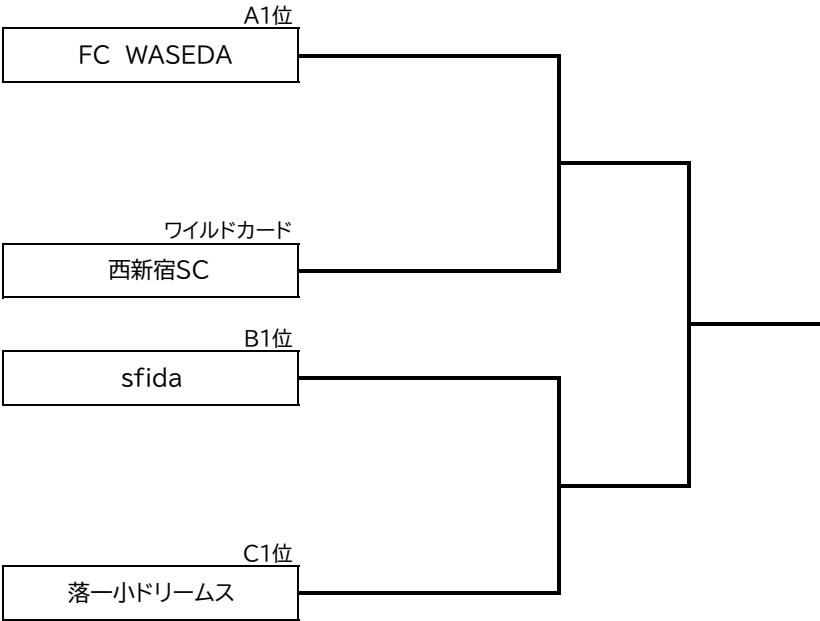 A1位
FC　WASEDA
ワイルドカード
西新宿SC
B1位
sfida
C1位
落一小ドリームス